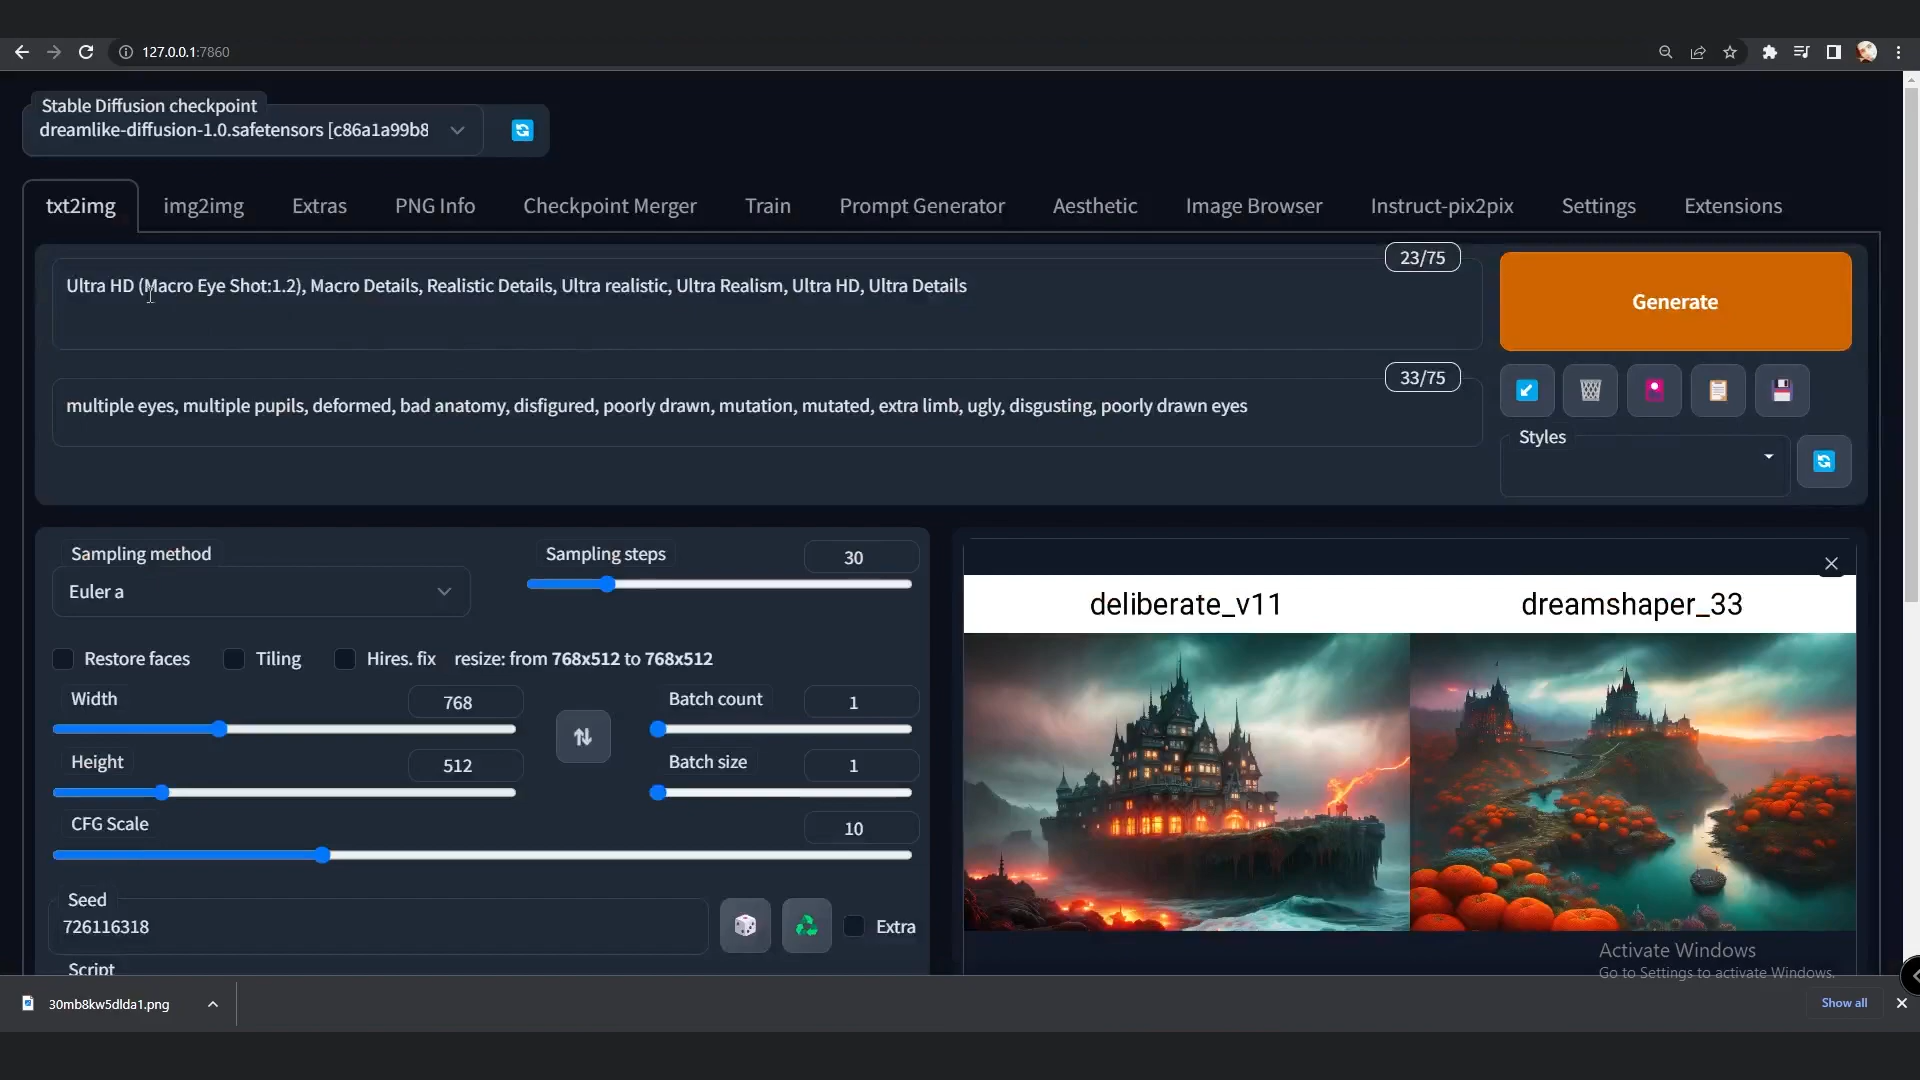 127.0.0.1:7860
Stable Diffusion checkpoint
dreamlike-diffusion-1.0.safetensors [c86a1a99b8
txt2img img2img Extras PNG Info Checkpoint Merger Train Prompt Generator Aesthetic Image Browser Instruct-pix2pix Settings Extensions
23/75
Ultra HD (Macro Eye Shot:1.2), Macro Details, Realistic Details, Ultra realistic, Ultra Realism, Ultra HD, Ultra Details
Generate
33/75
multiple eyes, multiple pupils, deformed, bad anatomy, disfigured, poorly drawn, mutation, mutated, extra limb, ugly, disgusting, poorly drawn eyes
Styles
Sampling method
Euler a
Sampling steps
30
Restore faces Tiling Hires. fix resize: from 768x512 to 768x512
Width
768
Batch count
1
Height
512
Batch size
1
CFG Scale
10
Seed
726116318
Extra
Script
deliberate_v11 dreamshaper_33
Activate Windows
Go to Settings to activate Windows.
30mb8kw5dlda1.png
Show all